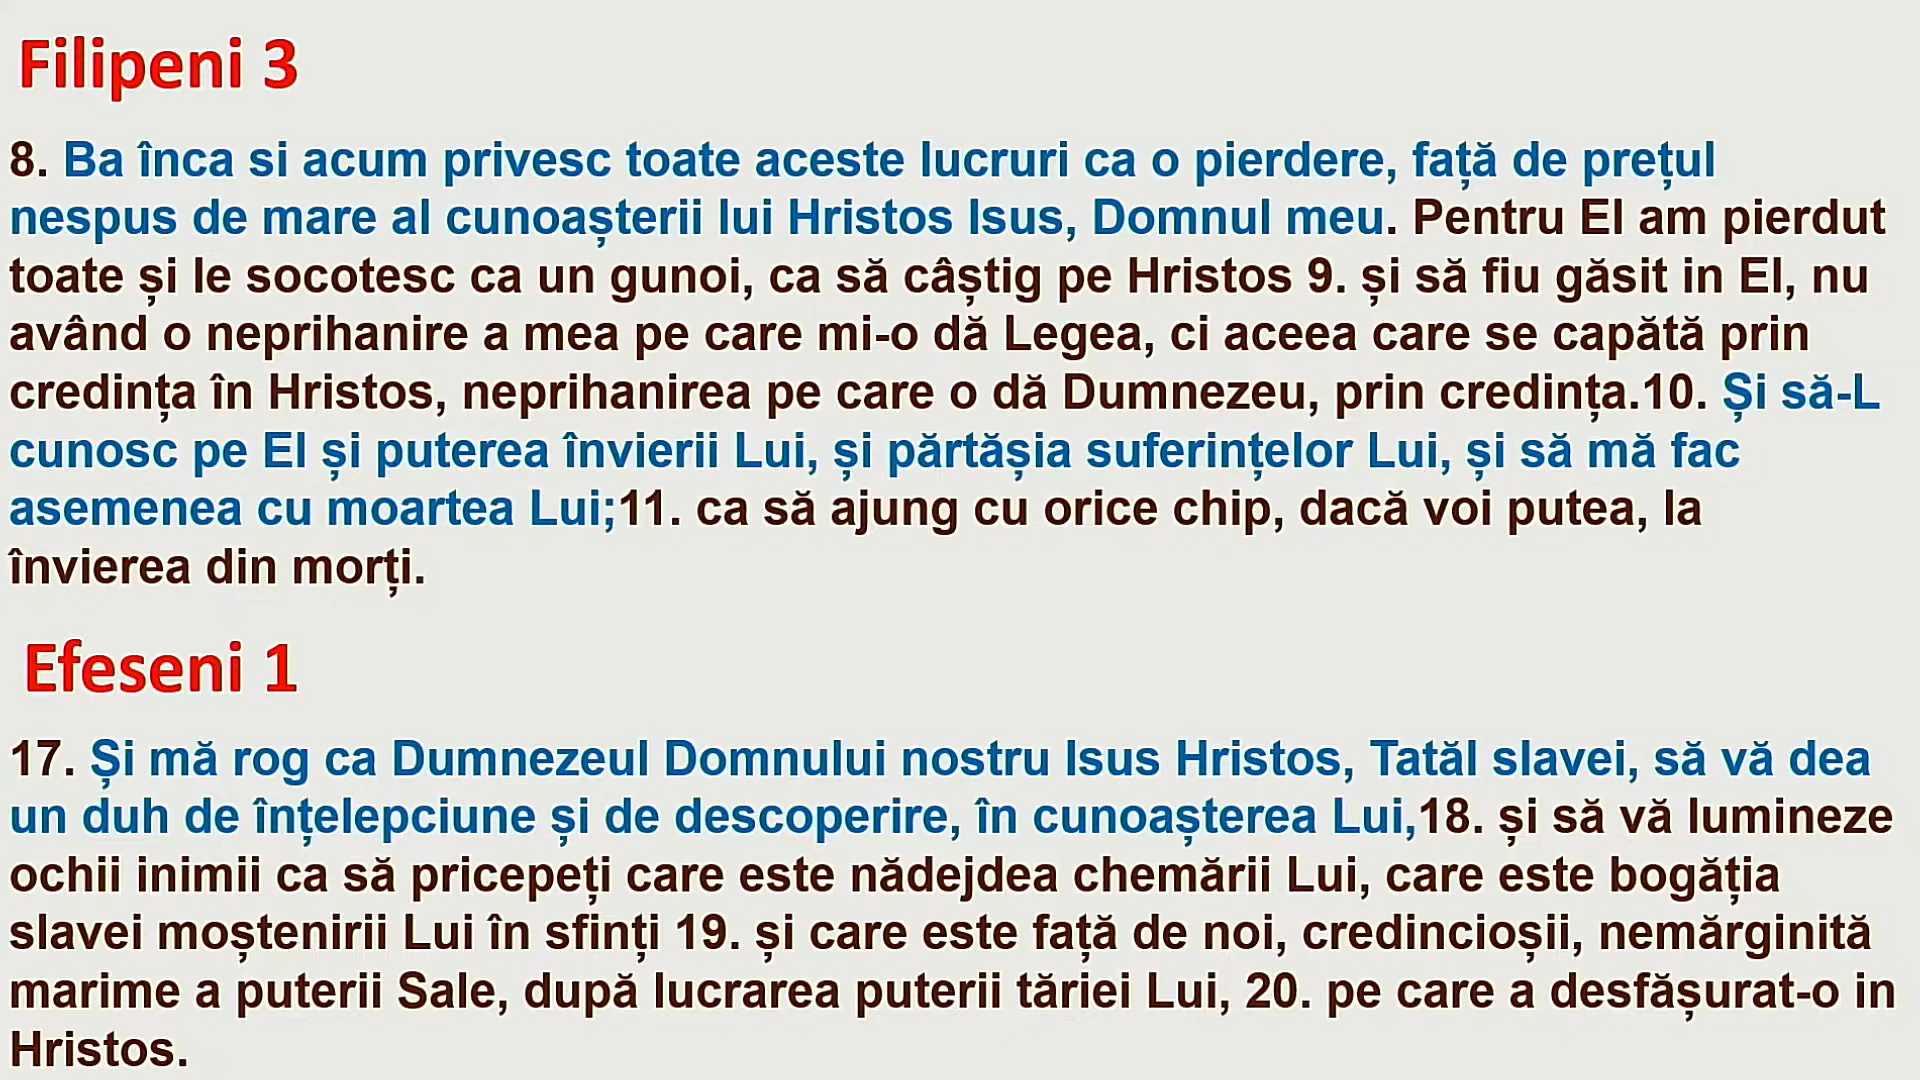 Filipeni 3
8. Ba înca si acum privesc toate aceste lucruri ca o pierdere, față de prețul
nespus de mare al cunoașterii lui Hristos Isus, Domnul meu. Pentru El am pierdut
toate și le socotesc ca un gunoi, ca să câștig pe Hristos 9. și să fiu găsit in El, nu
având o neprihanire a mea pe care mi-o dă Legea, ci aceea care se capătă prin
credința în Hristos, neprihanirea pe care o dă Dumnezeu, prin credința.10. Și să-L
cunosc pe El și puterea învierii Lui, și părtășia suferințelor Lui, și să mă fac
asemenea cu moartea Lui;11. ca să ajung cu orice chip, dacă voi putea, la
învierea din morți.
Efeseni 1
17. Și mă rog ca Dumnezeul Domnului nostru Isus Hristos, Tatăl slavei, să vă dea
un duh de înțelepciune și de descoperire, în cunoașterea Lui,18. și să vă lumineze
ochii inimii ca să pricepeți care este nădejdea chemării Lui, care este bogăția
slavei moștenirii Lui în sfinți 19. și care este față de noi, credincioșii, nemărginită
marime a puterii Sale, după lucrarea puterii tăriei Lui, 20. pe care a desfășurat-o in
Hristos.